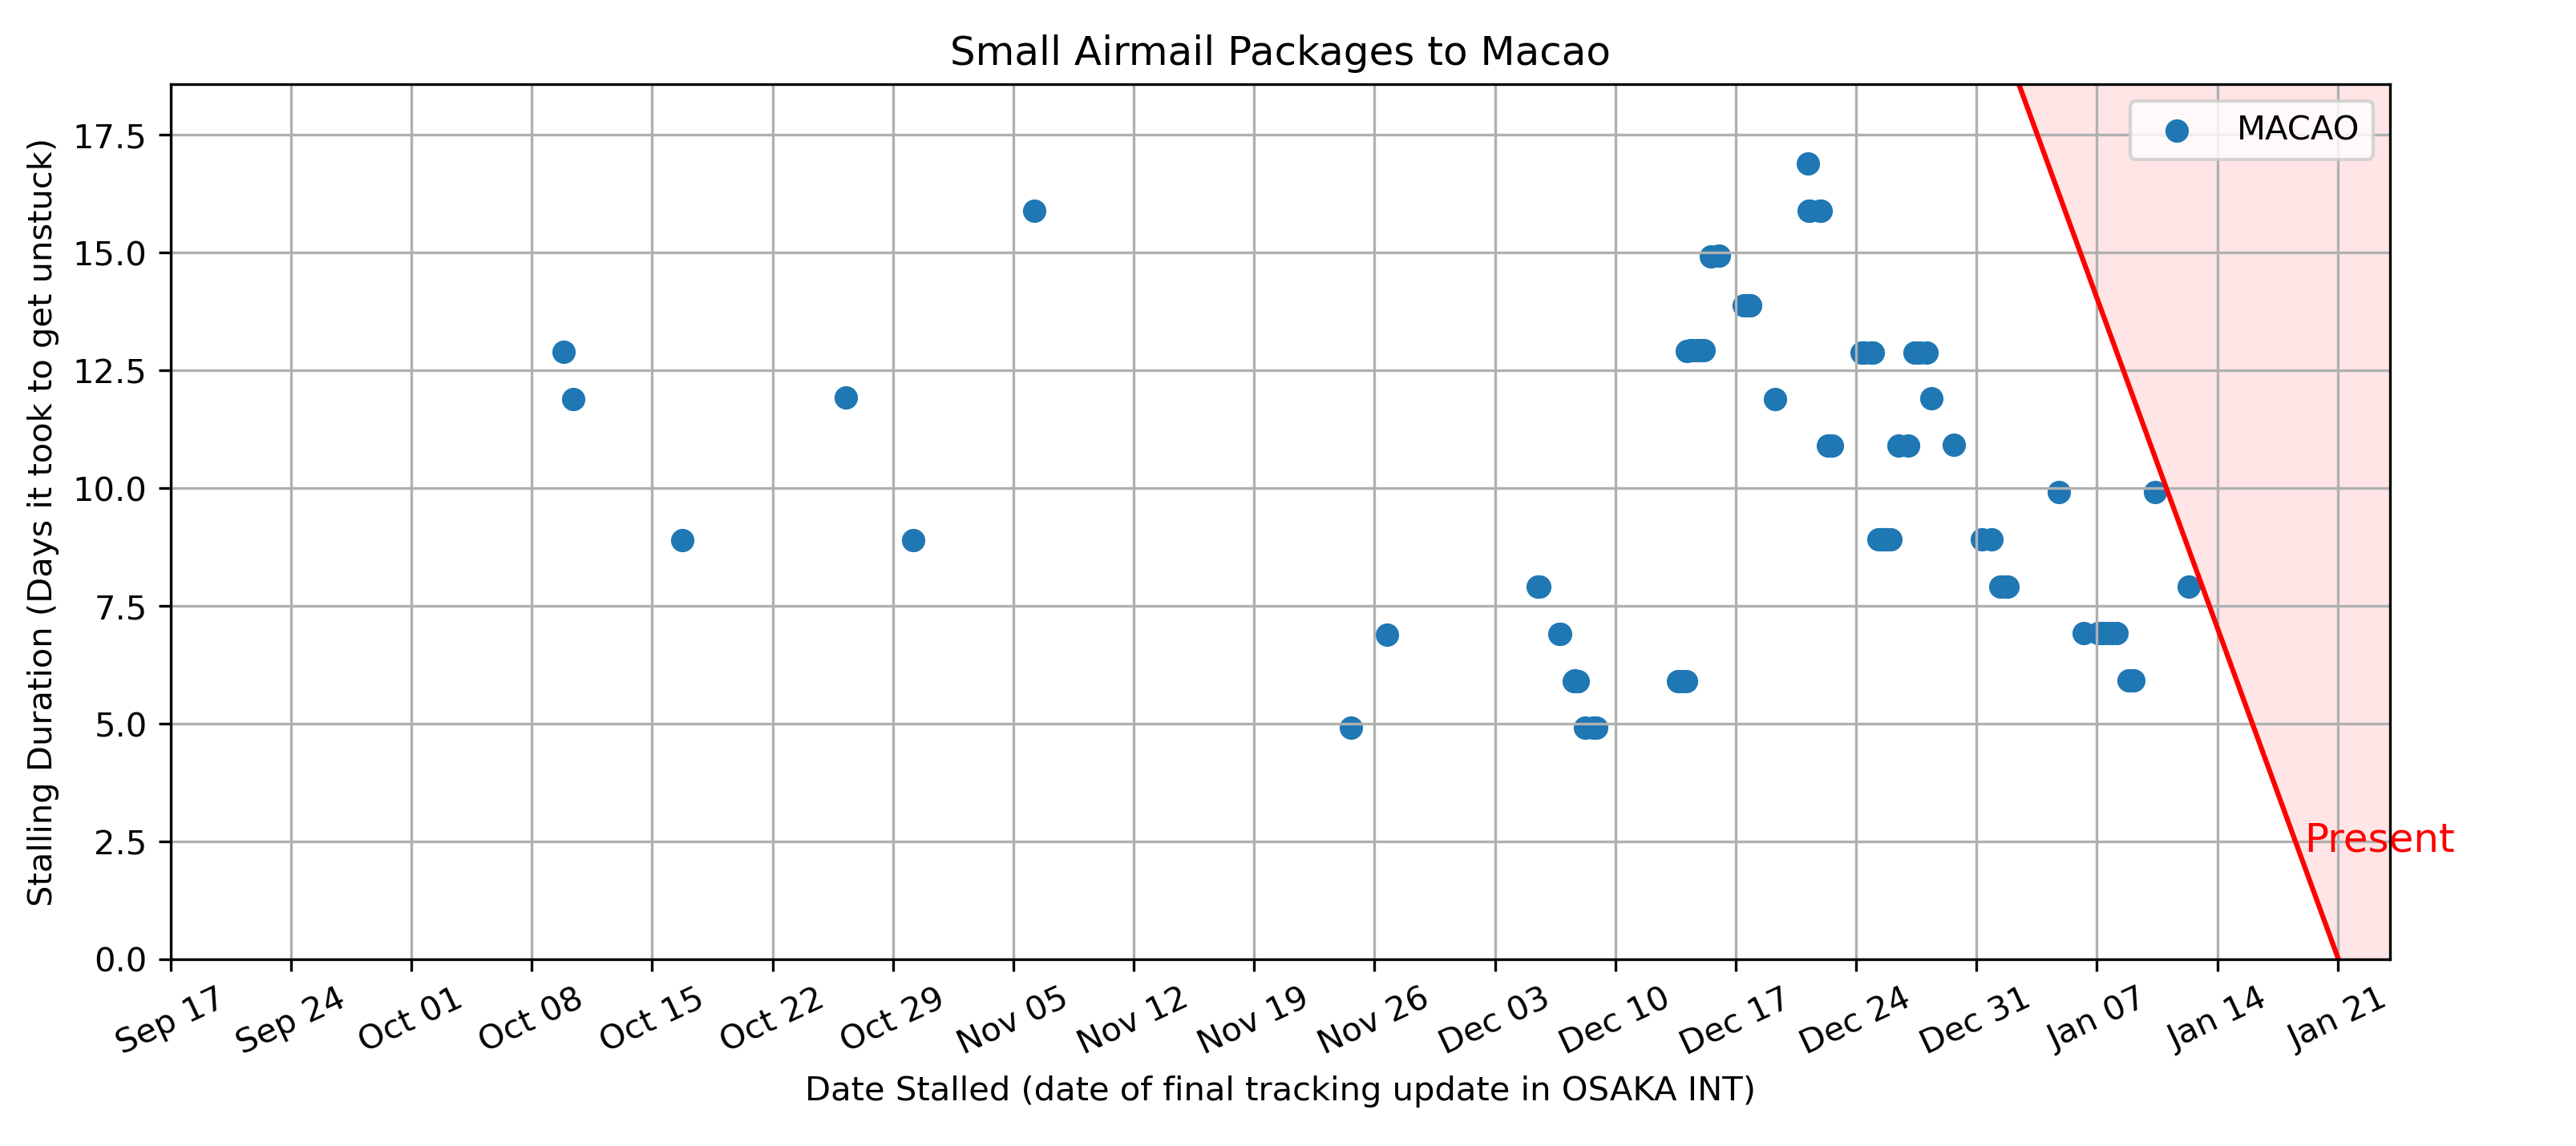 Small Airmail Packages to Macao
MACAO
Stalling Duration (Days it took to get unstuck)
17.5
15.0
12.5
10.0
7.5
5.0
2.5
0.0
Present
Sep 17
Sep 24
Oct 01
Oct 08
Oct 15
Oct 22
Oct 29
Nov 05
Nov 12
Nov 19
Nov 26
Dec 03
Dec 10
Dec 17
Dec 24
Dec 31
Jan 07
Jan 14
Jan 21
Date Stalled (date of final tracking update in OSAKA INT)